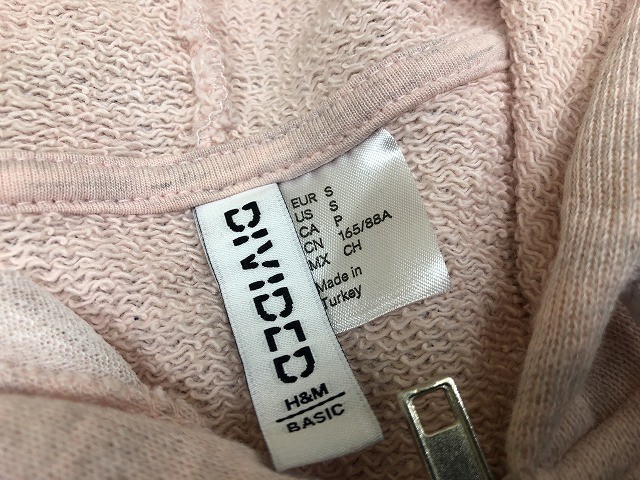 DIVIDED
H&M
BASIC
EUR S
US S
CA P
CN 165/88A
MX CH
Made in
Turkey